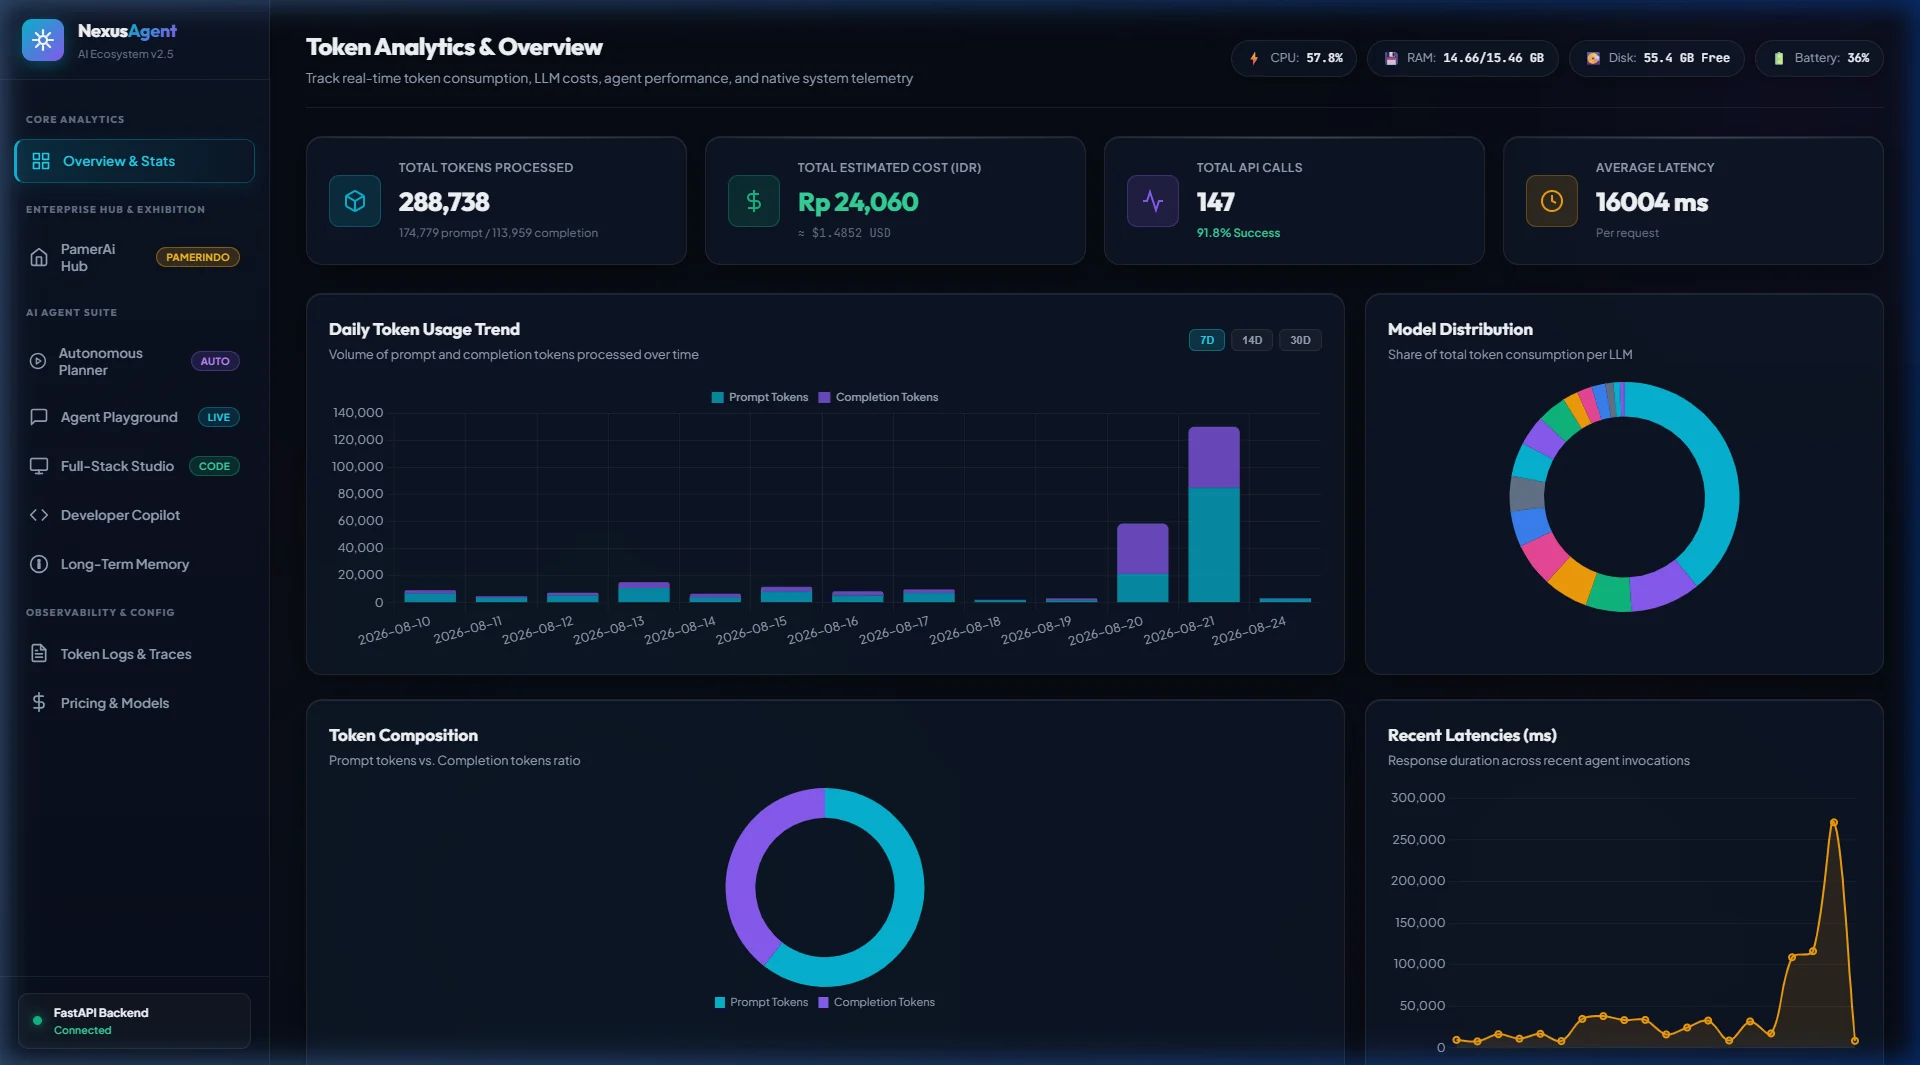 NexusAgent
AI Ecosystem v2.5
CORE ANALYTICS
Overview & Stats
ENTERPRISE HUB & EXHIBITION
PamerAi
Hub
PAMERINDO
AI AGENT SUITE
Autonomous
Planner
AUTO
Agent Playground
LIVE
Full-Stack Studio
CODE
Developer Copilot
Long-Term Memory
OBSERVABILITY & CONFIG
Token Logs & Traces
Pricing & Models
FastAPI Backend
Connected
Token Analytics & Overview
Track real-time token consumption, LLM costs, agent performance, and native system telemetry
CPU: 57.8%
RAM: 14.66/15.46 GB
Disk: 55.4 GB Free
Battery: 36%
TOTAL TOKENS PROCESSED
288,738
174,779 prompt / 113,959 completion
TOTAL ESTIMATED COST (IDR)
Rp 24,060
≈ $1.4852 USD
TOTAL API CALLS
147
91.8% Success
AVERAGE LATENCY
16004 ms
Per request
Daily Token Usage Trend
Volume of prompt and completion tokens processed over time
7D
14D
30D
Prompt Tokens
Completion Tokens
140,000
120,000
100,000
80,000
60,000
40,000
20,000
0
2026-08-10
2026-08-11
2026-08-12
2026-08-13
2026-08-14
2026-08-15
2026-08-16
2026-08-17
2026-08-18
2026-08-19
2026-08-20
2026-08-21
2026-08-24
Model Distribution
Share of total token consumption per LLM
Token Composition
Prompt tokens vs. Completion tokens ratio
Prompt Tokens
Completion Tokens
Recent Latencies (ms)
Response duration across recent agent invocations
300,000
250,000
200,000
150,000
100,000
50,000
0